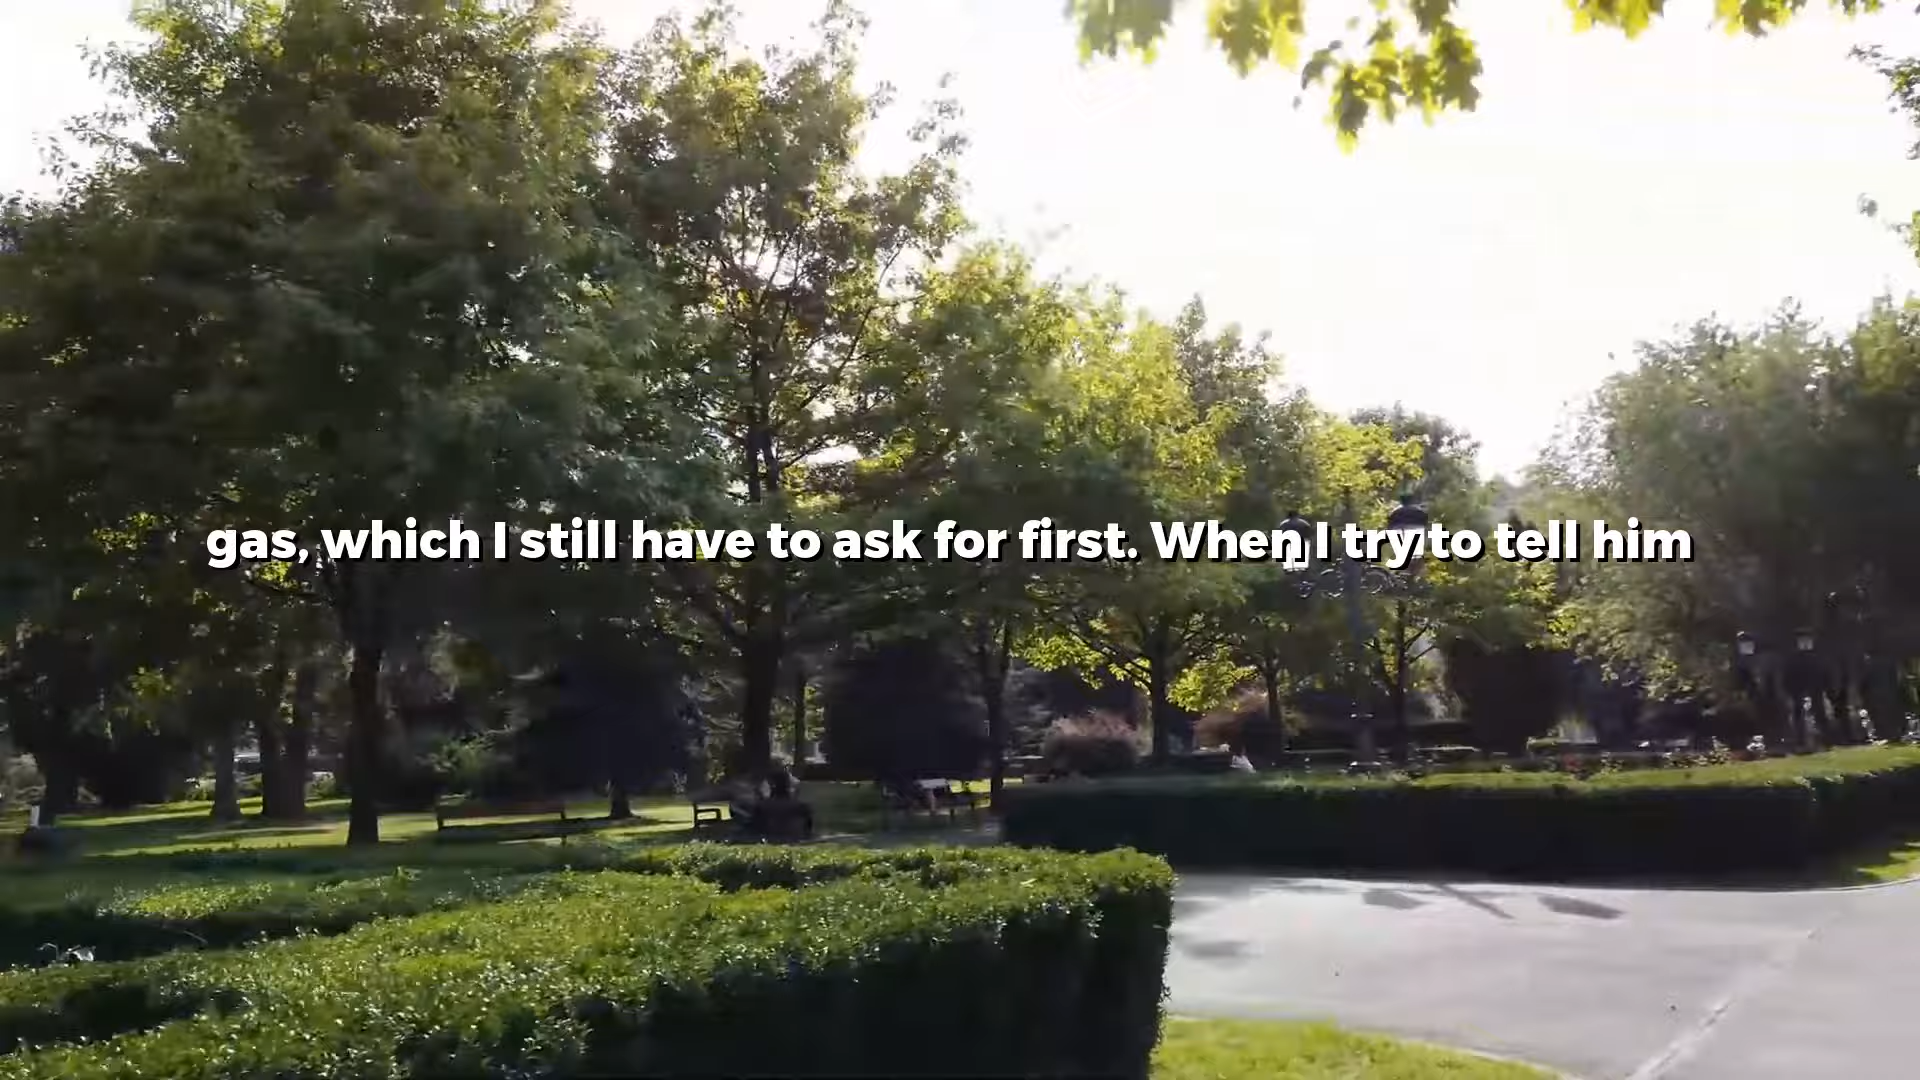 gas, which I still have to ask for first. When I try to tell him